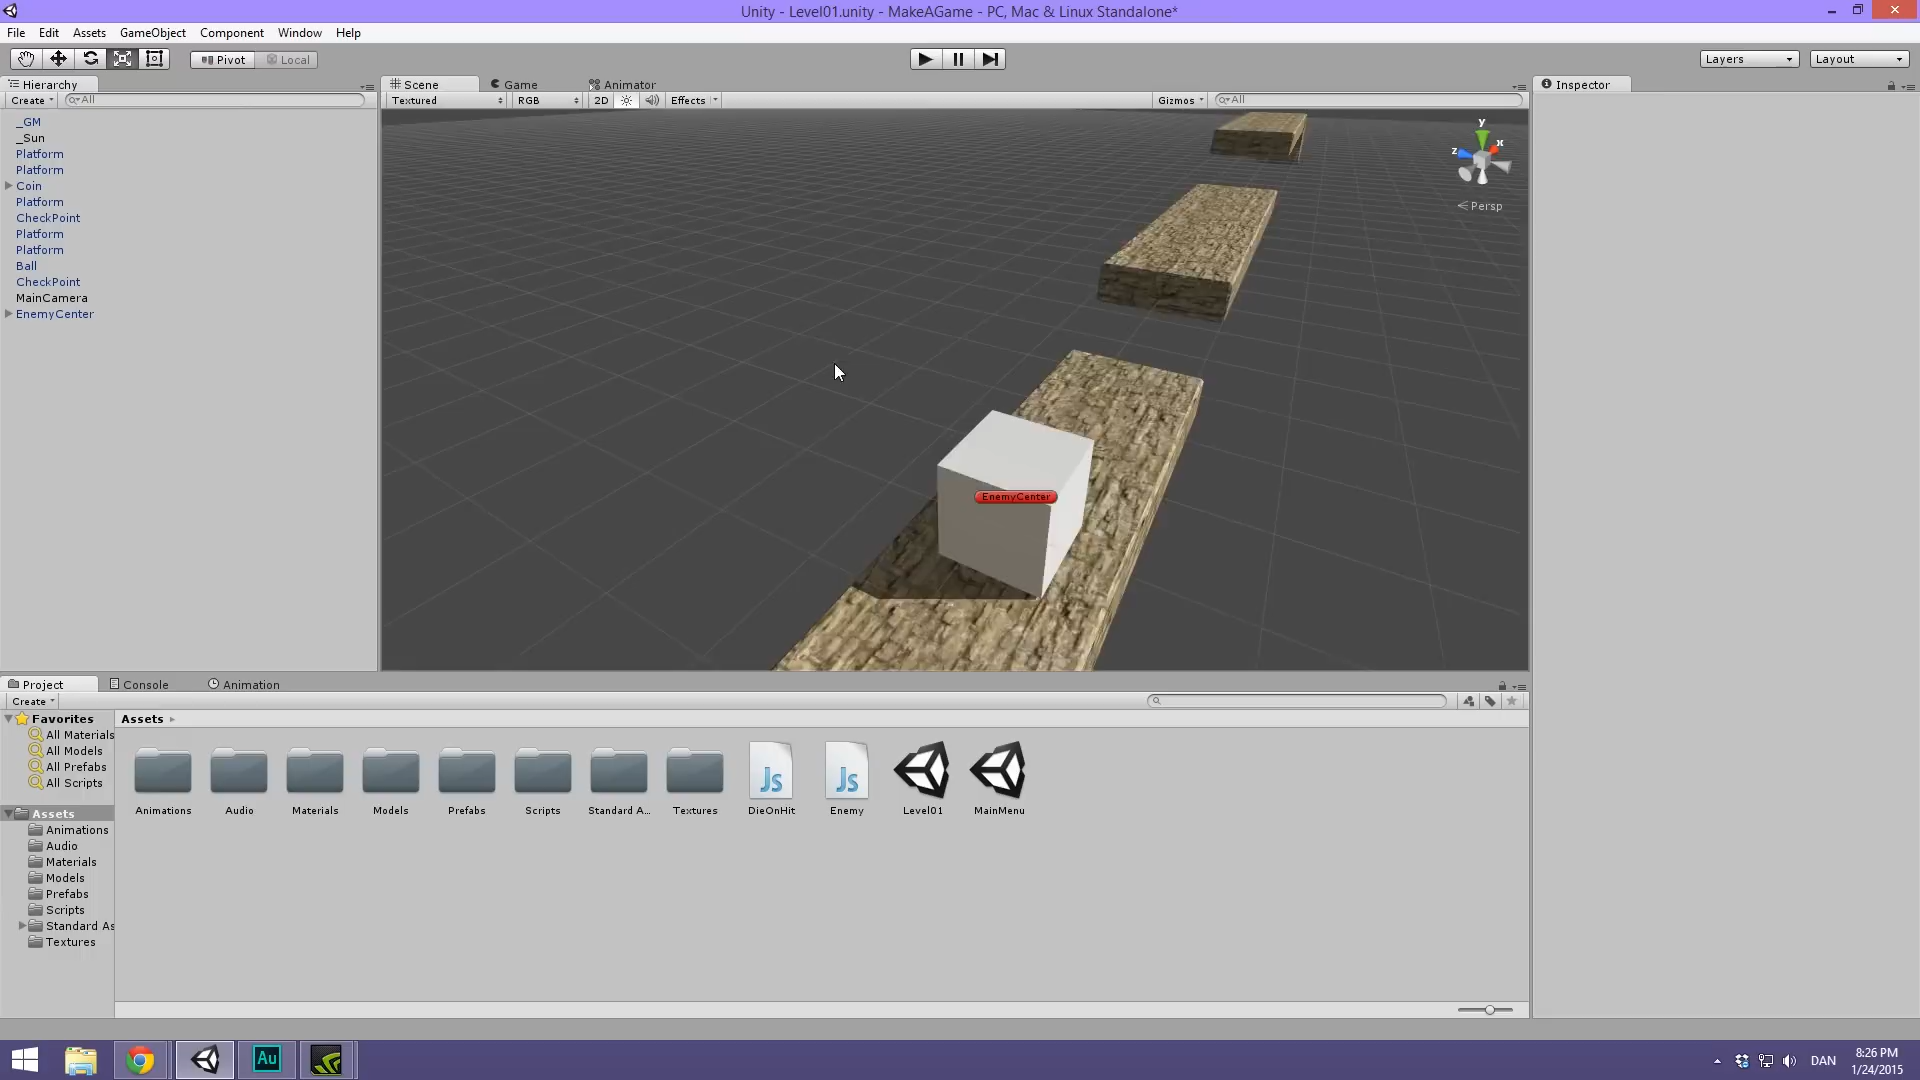 Unity - Level01.unity - MakeAGame - PC, Mac & Linux Standalone*
File Edit Assets GameObject Component Window Help
Pivot Local Layers Layout
Hierarchy
Create All
_GM
_Sun
Platform
Platform
Coin
Platform
CheckPoint
Platform
Platform
Ball
CheckPoint
MainCamera
EnemyCenter
Scene Game Animator
Textured RGB 2D Effects Gizmos All
y
x
z
Persp
EnemyCenter
Inspector
Project Console Animation
Create
Favorites
All Materials
All Models
All Prefabs
All Scripts
Assets
Animations
Audio
Materials
Models
Prefabs
Scripts
Standard As
Textures
Assets
Js Js
Animations Audio Materials Models Prefabs Scripts Standard A... Textures DieOnHit Enemy Level01 MainMenu
Au
DAN
8:26 PM
1/24/2015